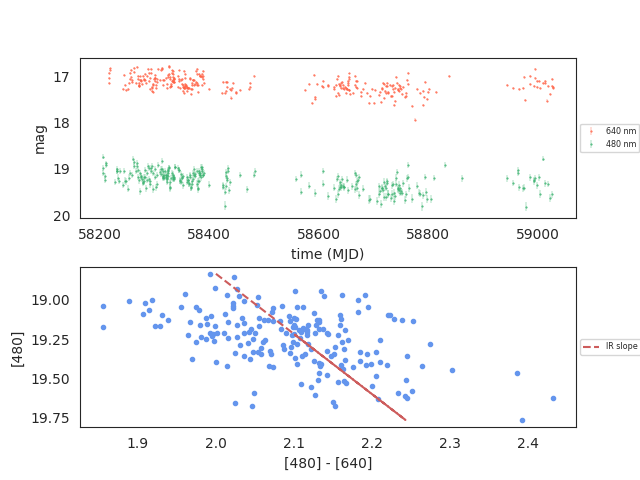 17
18
19
20
mag
58200 58400 58600 58800 59000
time (MJD)
640 nm
480 nm
19.00
19.25
19.50
19.75
[480]
1.9 2.0 2.1 2.2 2.3 2.4
[480] - [640]
IR slope